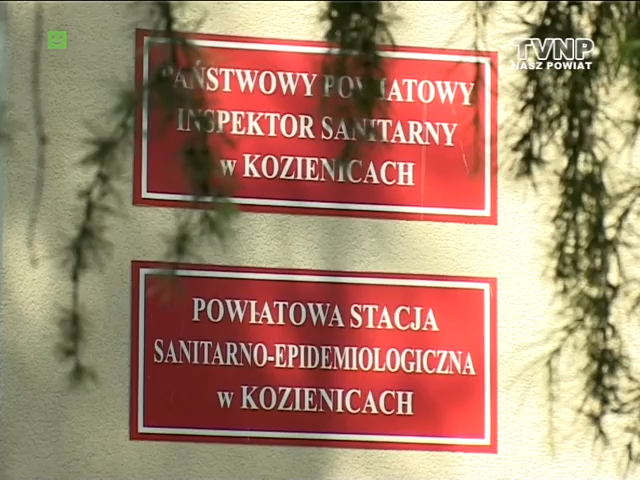 TVNP
NASZ POWIAT
PAŃSTWOWY POWIATOWY
INSPEKTOR SANITARNY
w KOZIENICACH
POWIATOWA STACJA
SANITARNO-EPIDEMIOLOGICZNA
w KOZIENICACH